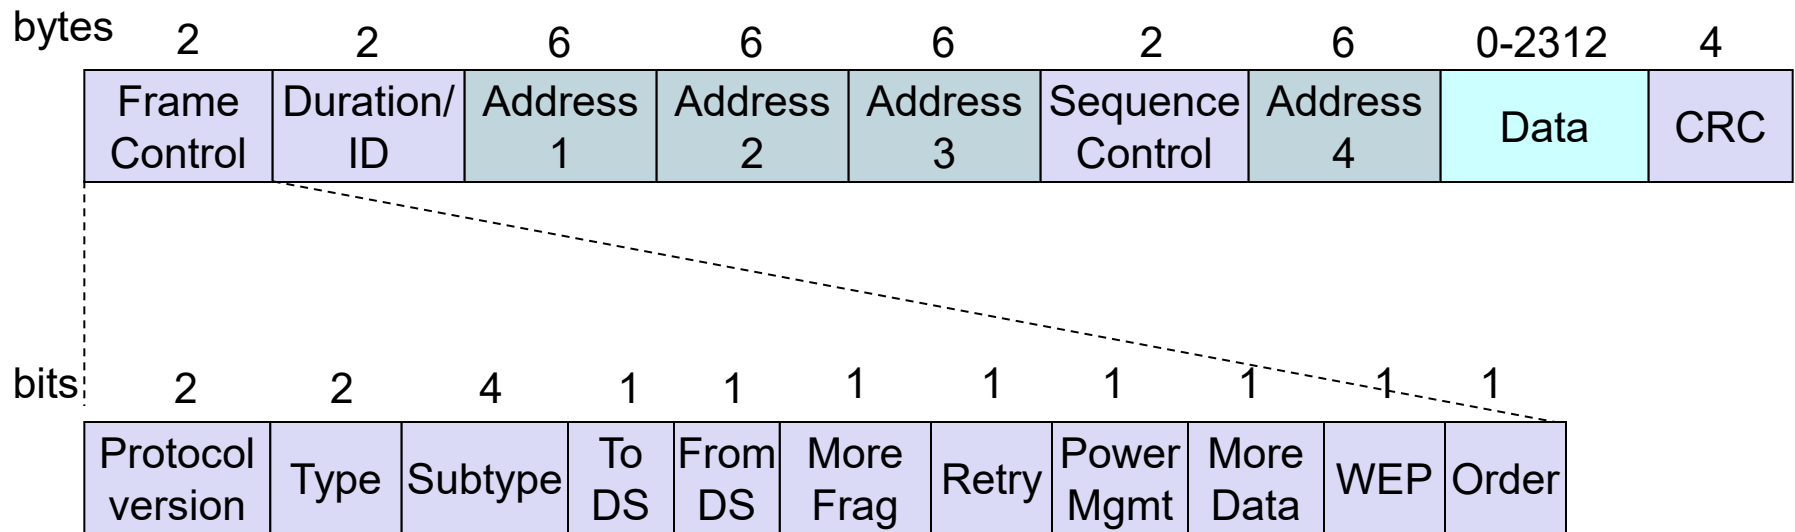 bytes 2 2 6 6 6 2 6 0-2312 4
Frame Duration/ Address Address Address Sequence Address Data CRC
Control ID 1 2 3 Control 4
bits 2 2 4 1 1 1 1 1 1 1 1
Protocol Type Subtype To From More Retry Power More WEP Order
version DS DS Frag Mgmt Data